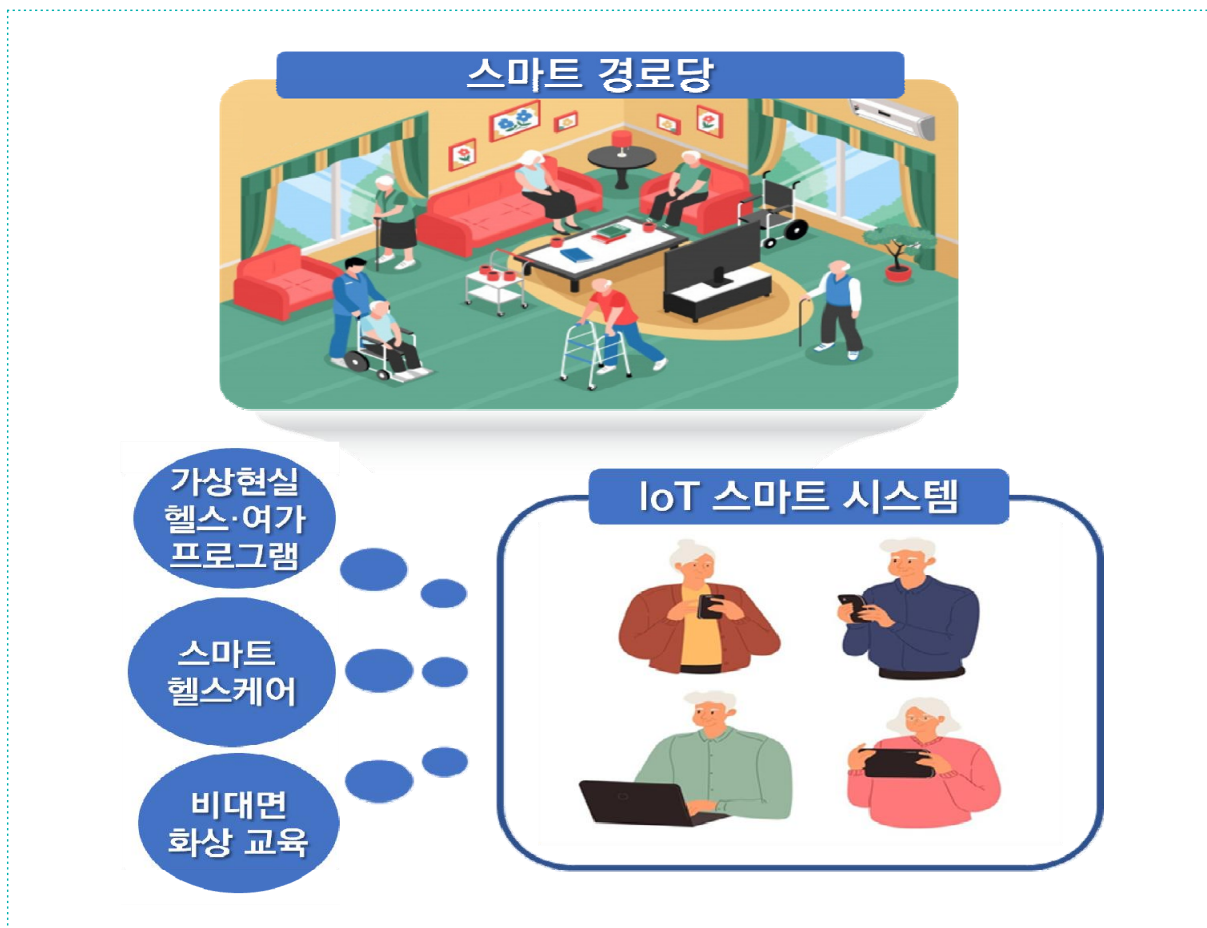 스마트 경로당
가상현실
헬스·여가
프로그램
IoT 스마트 시스템
스마트
헬스케어
비대면
화상 교육